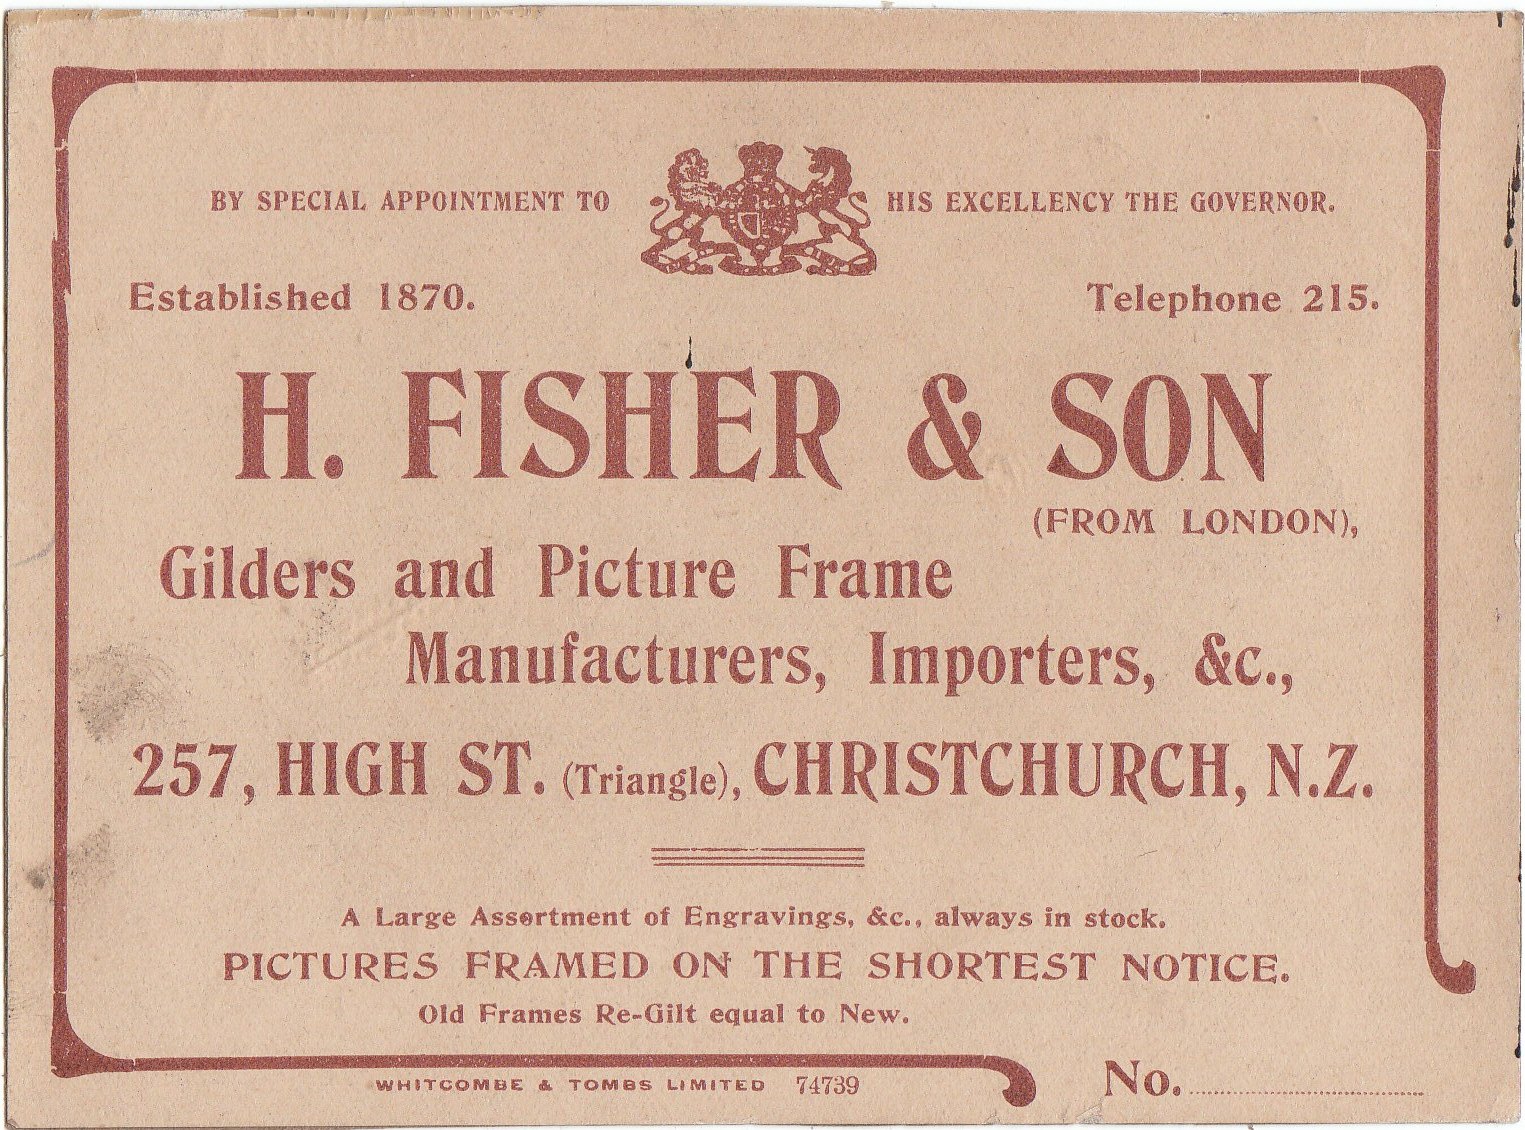 BY SPECIAL APPOINTMENT TO HIS EXCELLENCY THE GOVERNOR.
Established 1870. Telephone 215.
H. FISHER & SON
(FROM LONDON),
Gilders and Picture Frame
Manufacturers, Importers, &c.,
257, HIGH ST. (Triangle), CHRISTCHURCH, N.Z.
A Large Assortment of Engravings, &c., always in stock.
PICTURES FRAMED ON THE SHORTEST NOTICE.
Old Frames Re-Gilt equal to New.
WHITCOMBE & TOMBS LIMITED 74739
No.